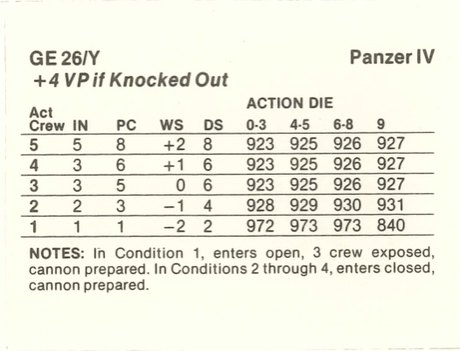 GE 26/Y Panzer IV
+4 VP if Knocked Out
ACTION DIE
Act
Crew IN PC WS DS 0-3 4-5 6-8 9
5 5 8 +2 8 923 925 926 927
4 3 6 +1 6 923 925 926 927
3 3 5 0 6 923 925 926 927
2 2 3 −1 4 928 929 930 931
1 1 1 −2 2 972 973 973 840
NOTES: In Condition 1, enters open, 3 crew exposed,
cannon prepared. In Conditions 2 through 4, enters closed,
cannon prepared.